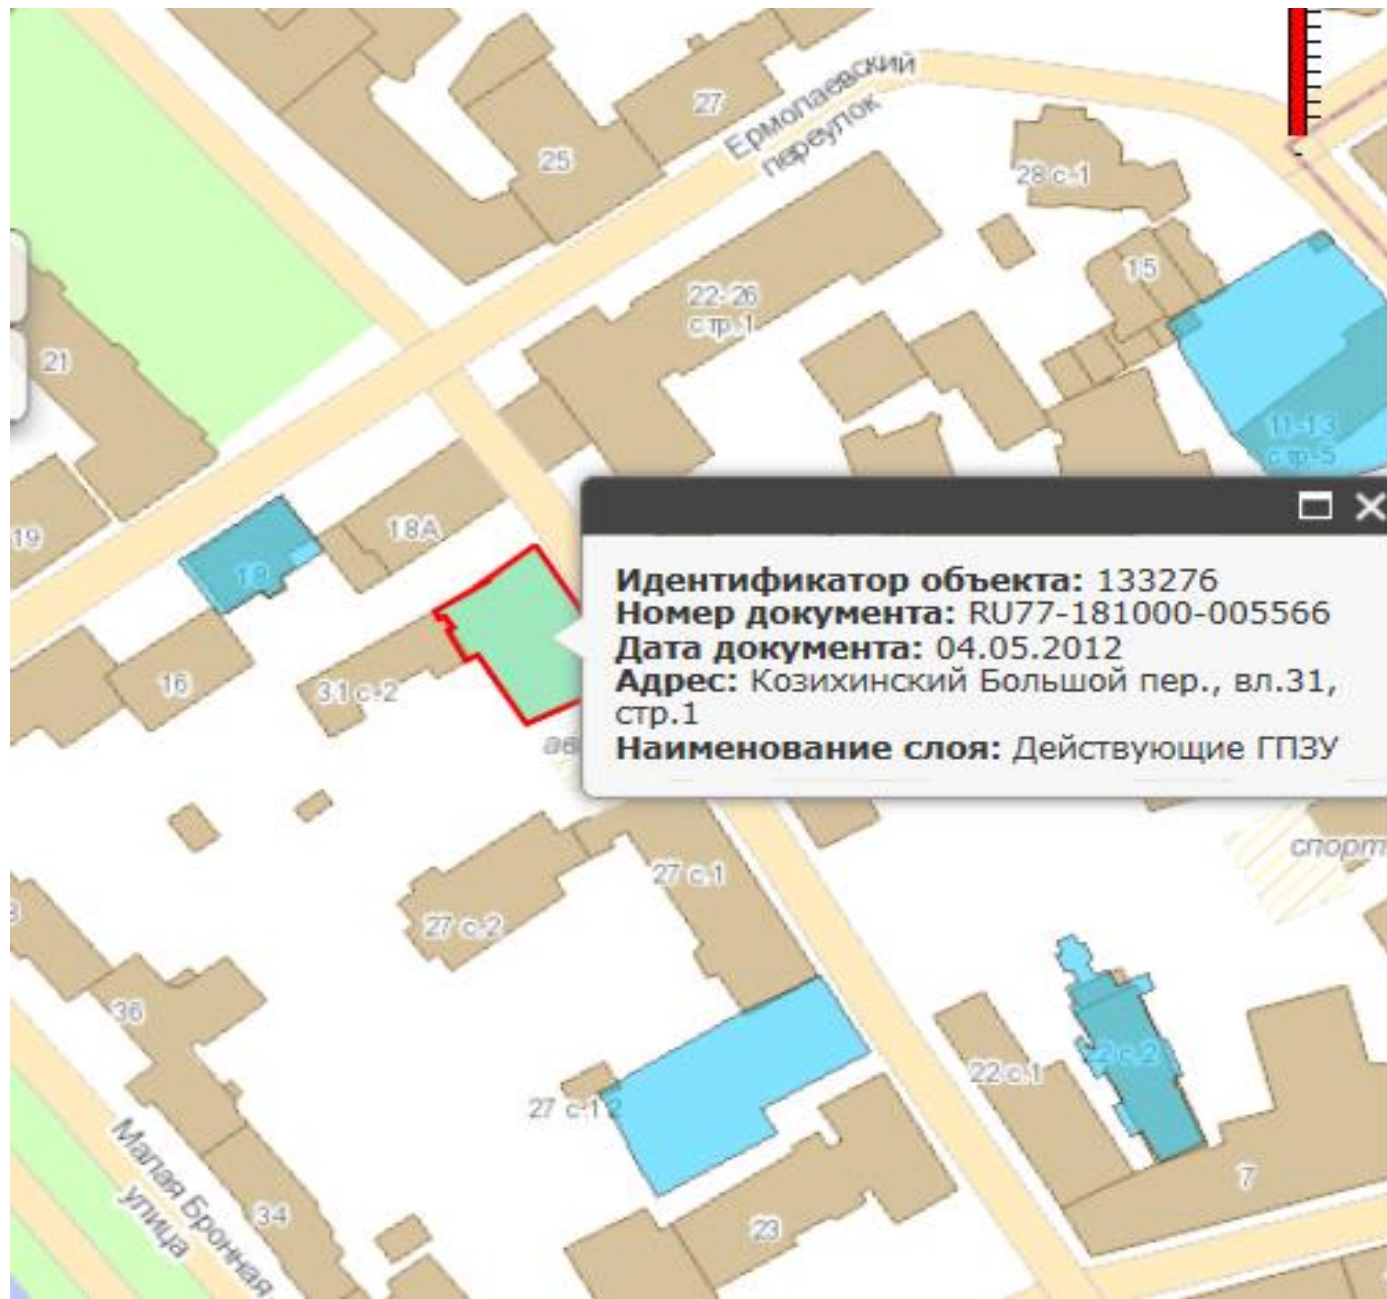 27
Ермолаевский
переулок
25
28 с-1
15
22-26
стр.1
21
11-13
стр-5
18А
19
18
Идентификатор объекта: 133276
Номер документа: RU77-181000-005566
Дата документа: 04.05.2012
Адрес: Козихинский Большой пер., вл.31,
стр.1
Наименование слоя: Действующие ГПЗУ
16
31 с-2
ав
спорт
27 с-1
27 с-2
36
2 с-2
22 с-1
27 с-12
Малая Бронная
улица
7
34
23